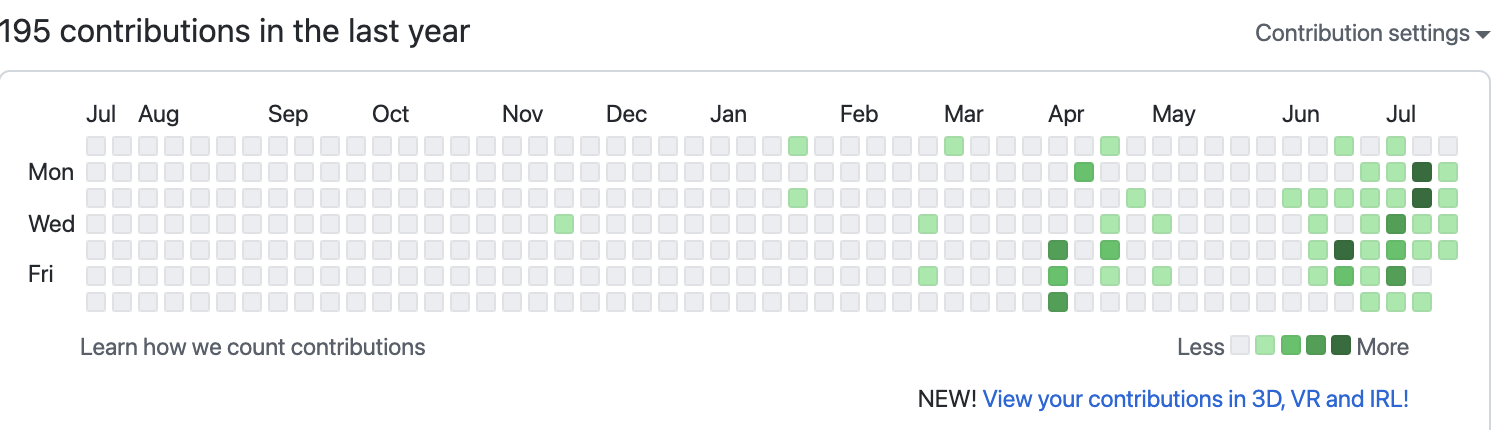 195 contributions in the last year
Contribution settings
Jul Aug Sep Oct Nov Dec Jan Feb Mar Apr May Jun Jul
Mon
Wed
Fri
Learn how we count contributions
Less More
NEW! View your contributions in 3D, VR and IRL!